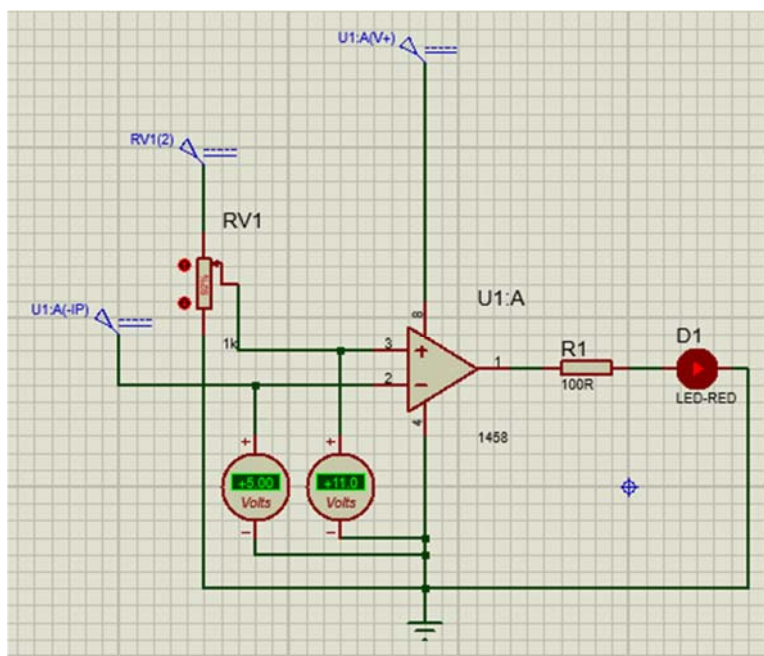 U1:A(V+)
RV1(2)
RV1
92%
U1:A(-IP)
1k
U1:A
8
3
2
1
4
+
−
R1
100R
D1
LED-RED
1458
+
+
+5.00
Volts
+11.0
Volts
−
−